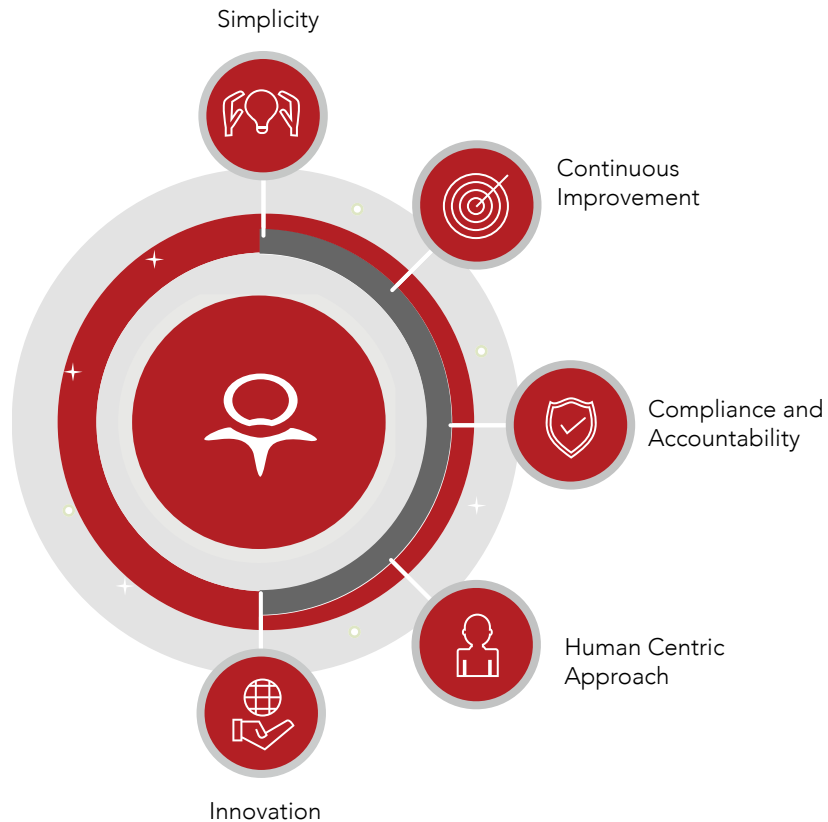 Simplicity
Continuous
Improvement
Compliance and
Accountability
Human Centric
Approach
Innovation